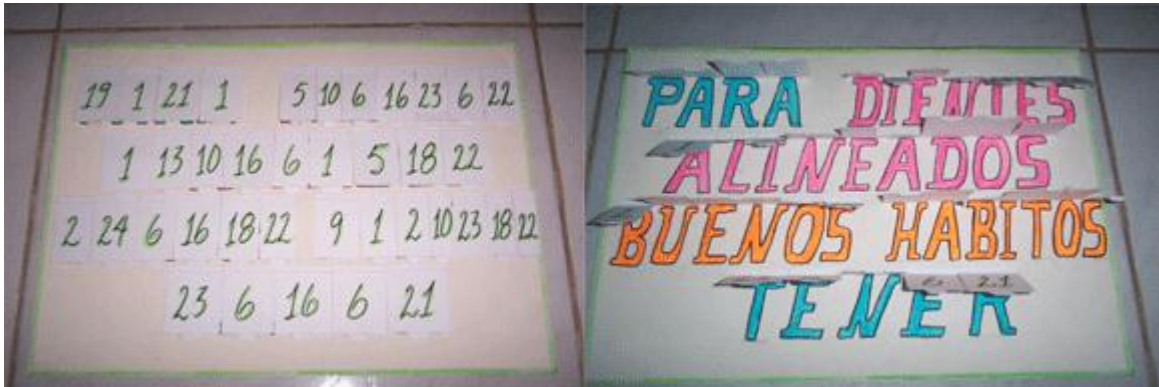 19 1 21 1 5 10 6 16 23 6 22
1 13 10 16 6 1 5 18 22
2 24 6 16 18 22 9 1 2 10 23 18 22
23 6 16 6 21
PARA DIENTES
ALINEADOS
BUENOS HABITOS
TENER
6 21